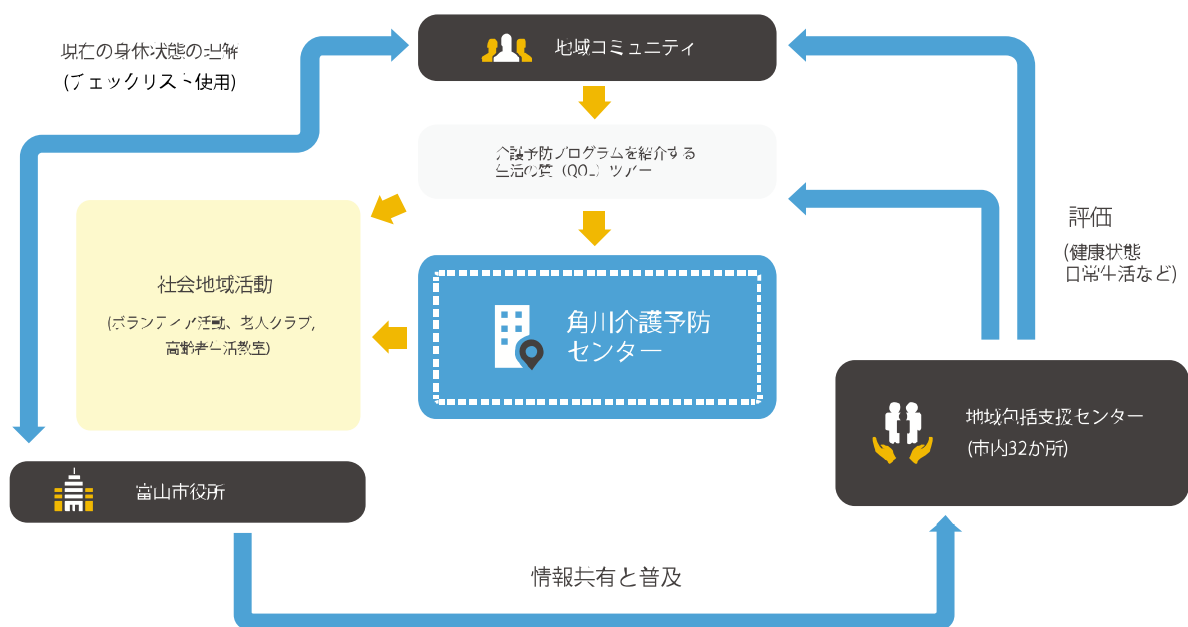 現在の身体状態の理解
(チェックリスト使用)
地域コミュニティ
介護予防プログラムを紹介する
生活の質（QOL）ツアー
評価
(健康状態
日常生活など)
社会地域活動
(ボランティア活動、老人クラブ,
高齢者生活教室)
角川介護予防
センター
地域包括支援センター
(市内32か所)
富山市役所
情報共有と普及